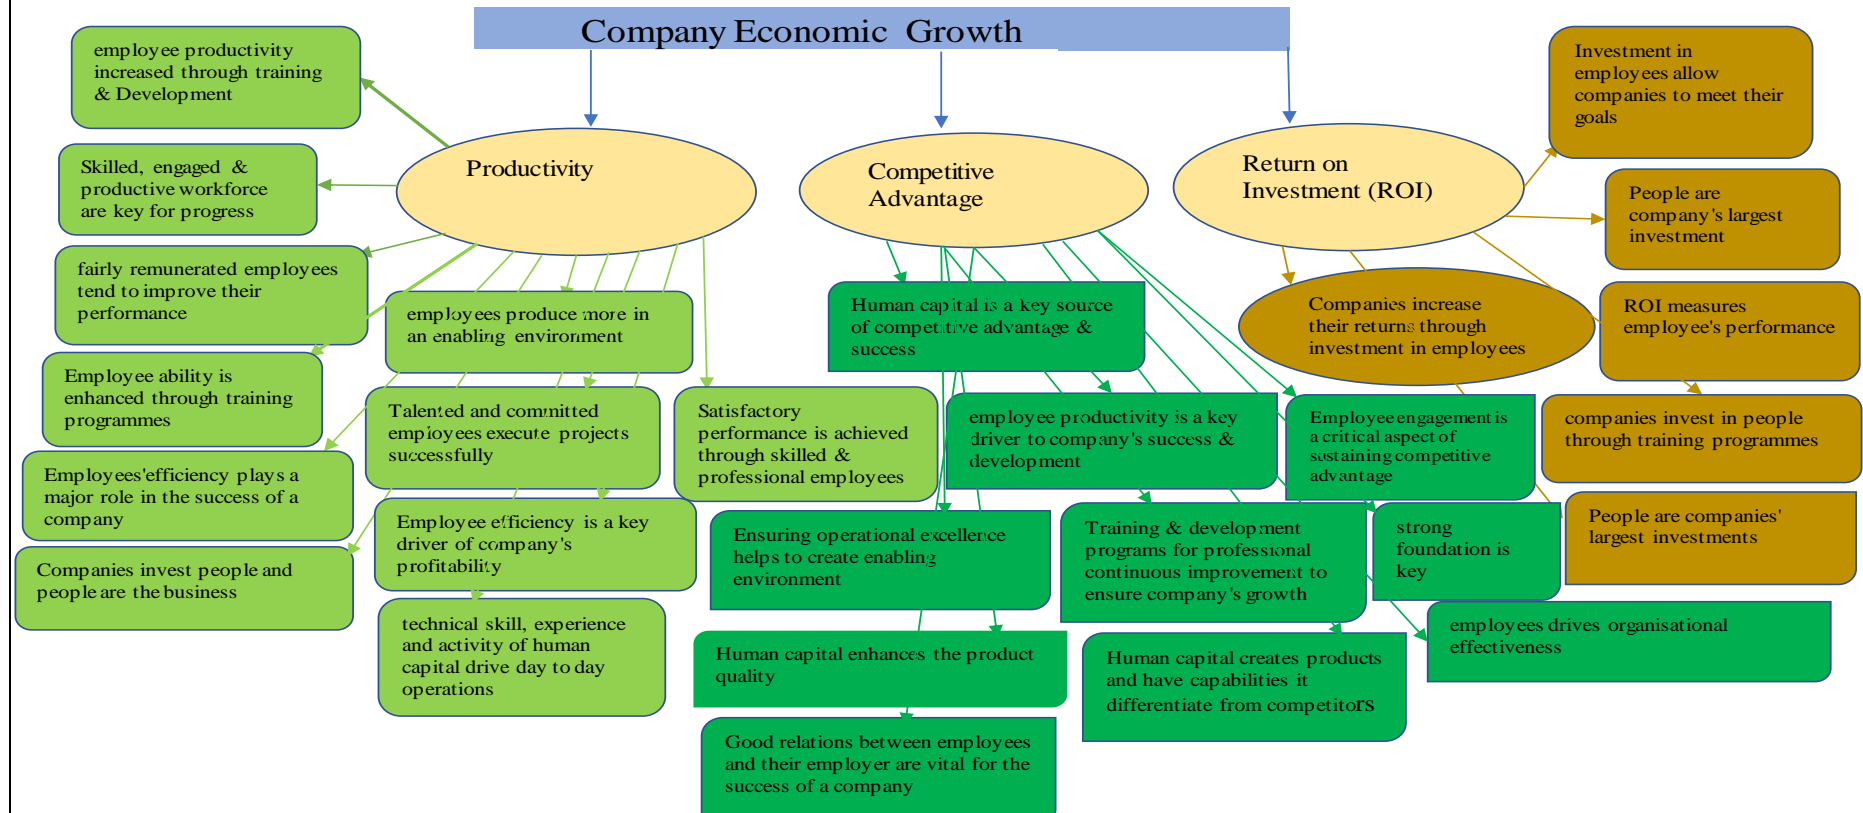 Company Economic Growth
Productivity
Competitive
Advantage
Return on
Investment (ROI)
employee productivity
increased through training
& Development
Skilled, engaged &
productive workforce
are key for progress
fairly remunerated employees
tend to improve their
performance
Employee ability is
enhanced through training
programmes
Employees'efficiency plays a
major role in the success of a
company
Companies invest people and
people are the business
employees produce more in
an enabling environment
Talented and committed
employees execute projects
successfully
Employee efficiency is a key
driver of company's
profitability
technical skill, experience
and activity of human
capital drive day to day
operations
Satisfactory
performance is achieved
through skilled &
professional employees
Human capital is a key source
of competitive advantage &
success
employee productivity is a key
driver to company's success &
development
Employee engagement is
a critical aspect of
sustaining competitive
advantage
Ensuring operational excellence
helps to create enabling
environment
Training & development
programs for professional
continuous improvement to
ensure company's growth
strong
foundation is
key
employees drives organisational
effectiveness
Human capital enhances the product
quality
Human capital creates products
and have capabilities it
differentiate from competitors
Good relations between employees
and their employer are vital for the
success of a company
Investment in
employees allow
companies to meet their
goals
People are
company's largest
investment
Companies increase
their returns through
investment in employees
ROI measures
employee's performance
companies invest in people
through training programmes
People are companies'
largest investments